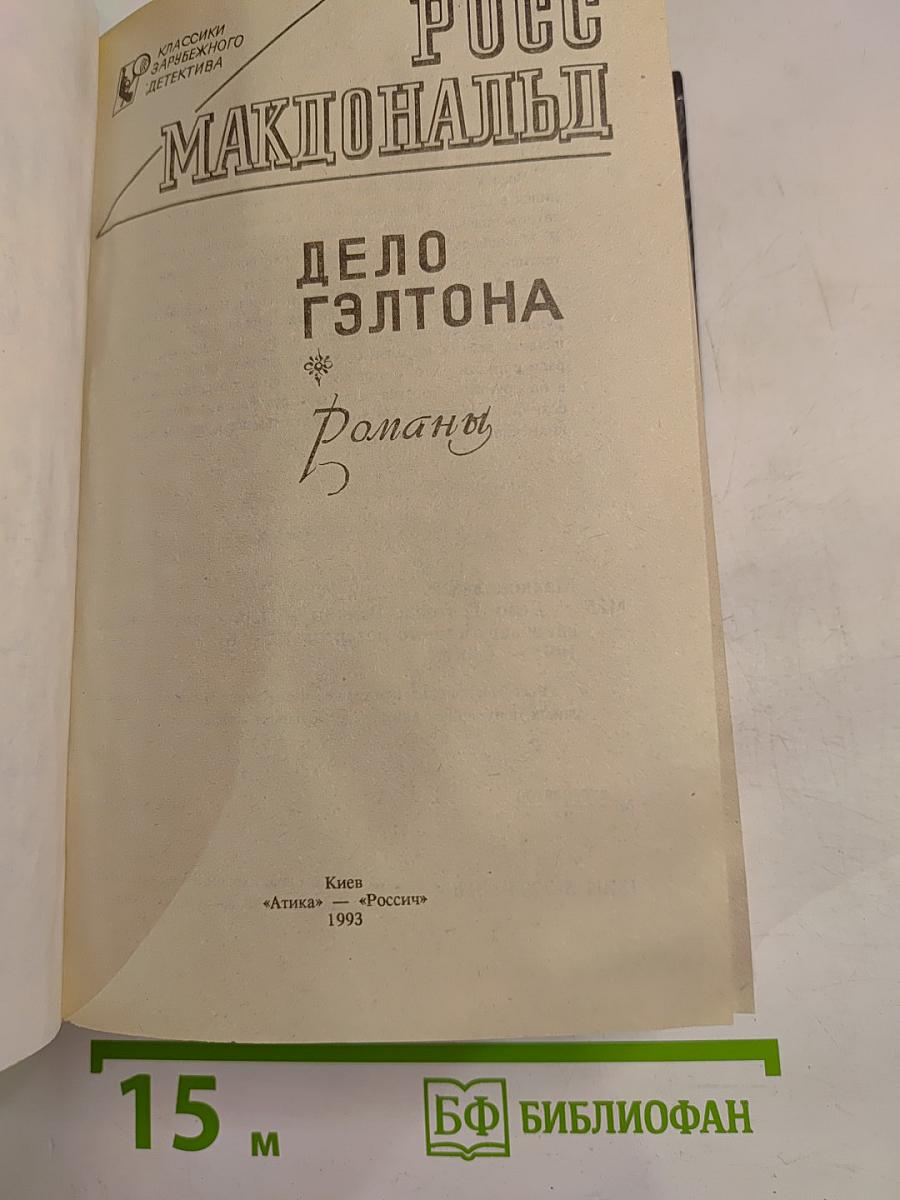 КЛАССИКИ
ЗАРУБЕЖНОГО
ДЕТЕКТИВА
РОСС
МАКДОНАЛЬД
ДЕЛО
ГЭЛТОНА
Романы
Киев
«Атика» — «Россич»
1993
15 м
БФ БИБЛИОФАН